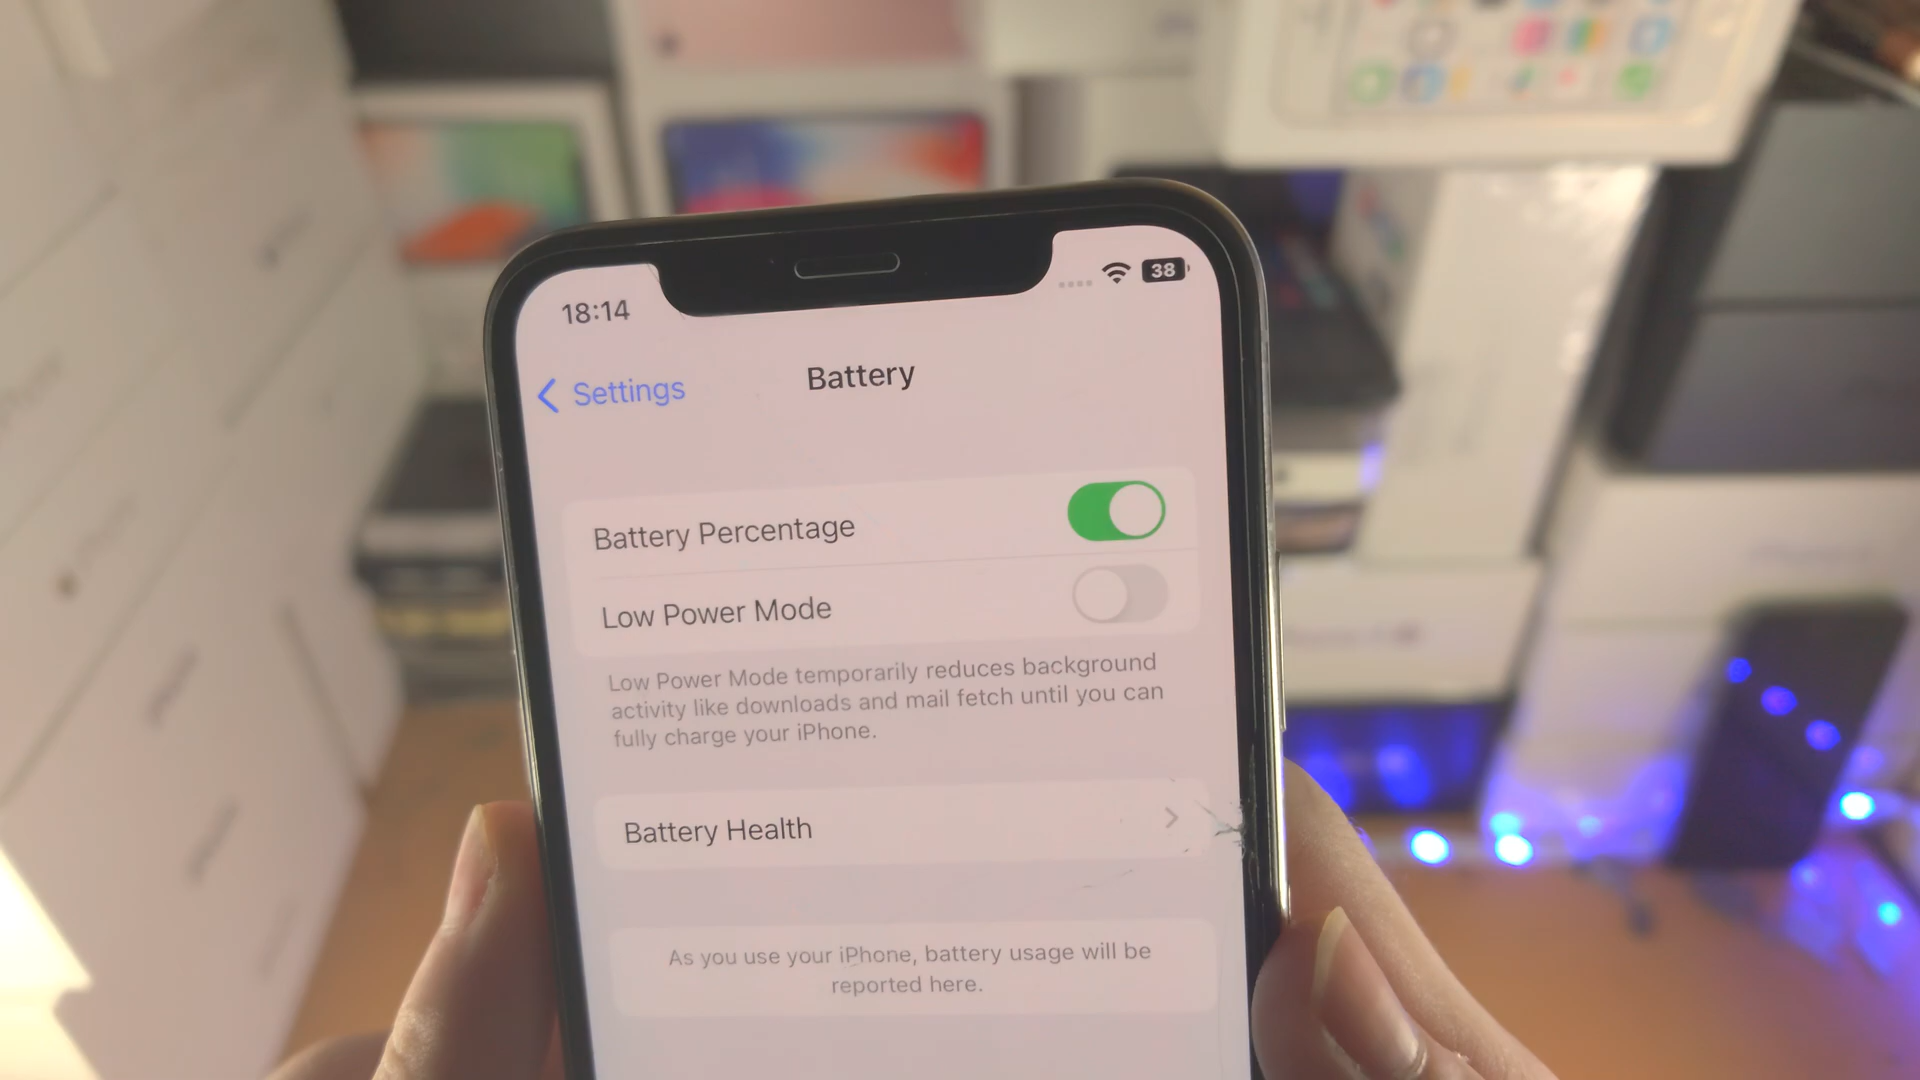 18:14
38
Settings
Battery
Battery Percentage
Low Power Mode
Low Power Mode temporarily reduces background
activity like downloads and mail fetch until you can
fully charge your iPhone.
Battery Health
As you use your iPhone, battery usage will be
reported here.